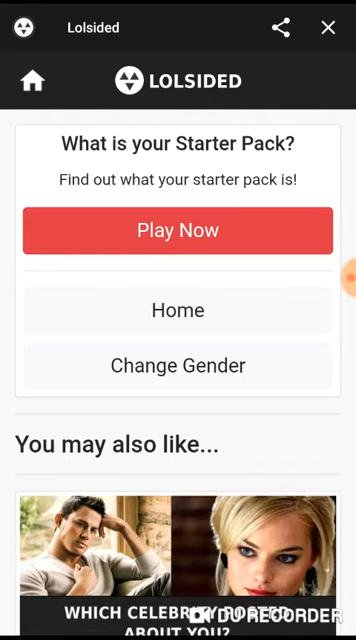 Lolsided
LOLSIDED
What is your Starter Pack?
Find out what your starter pack is!
Play Now
Home
Change Gender
You may also like...
WHICH CELEBRITY POSTED
ABOUT YOU?
DU RECORDER